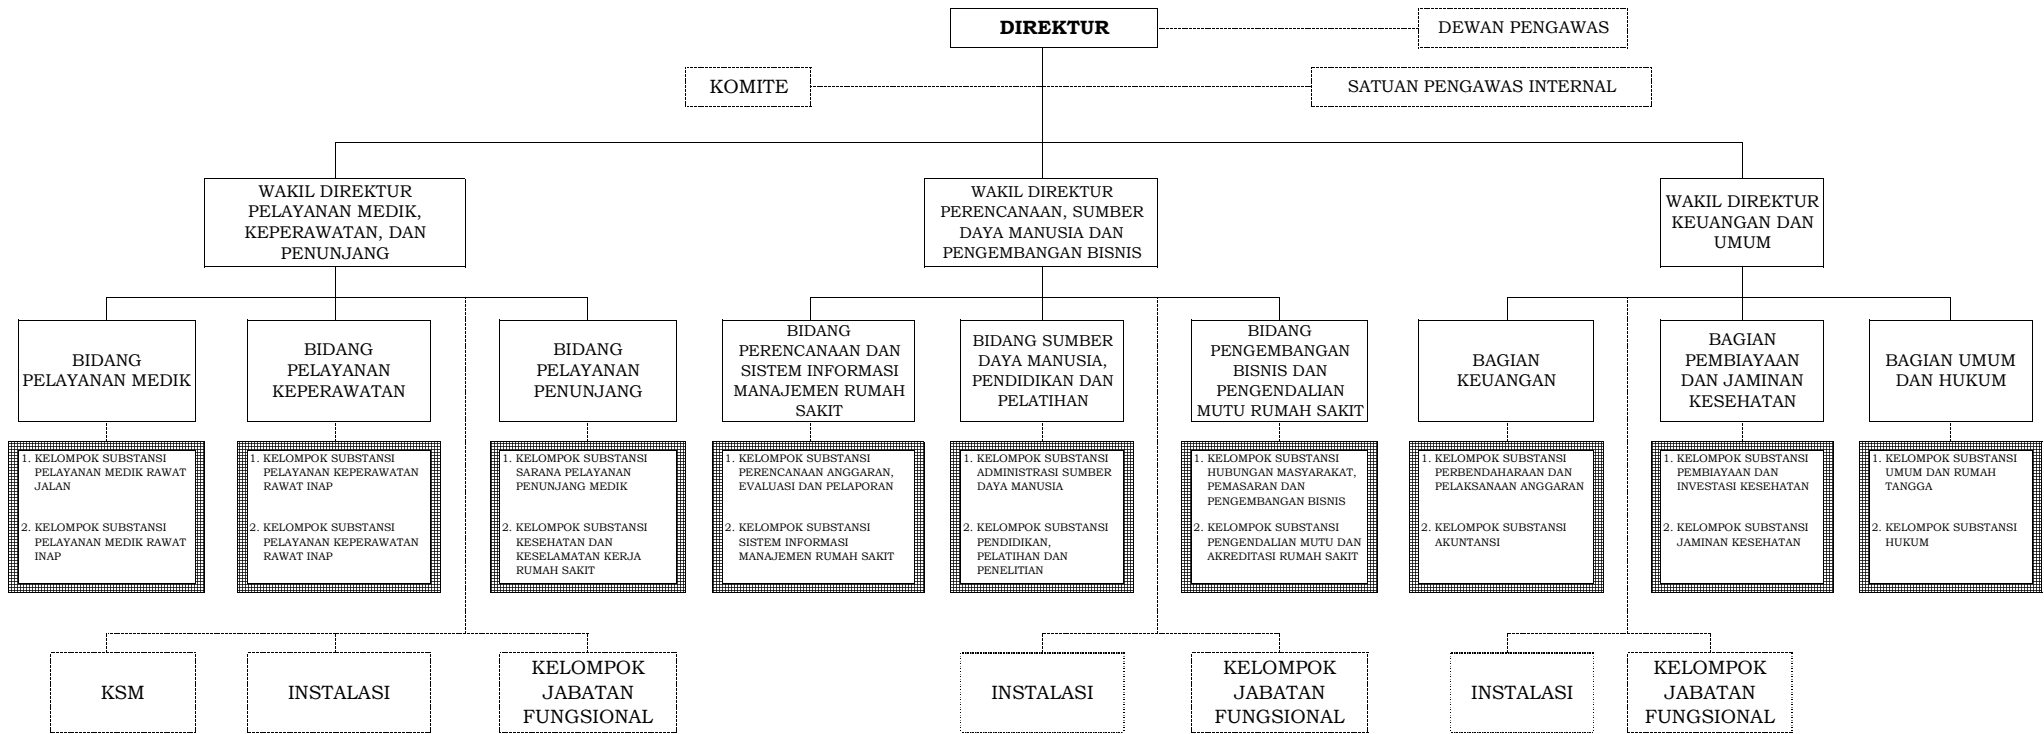 DIREKTUR
DEWAN PENGAWAS
KOMITE
SATUAN PENGAWAS INTERNAL
WAKIL DIREKTUR
PELAYANAN MEDIK,
KEPERAWATAN, DAN
PENUNJANG
WAKIL DIREKTUR
PERENCANAAN, SUMBER
DAYA MANUSIA DAN
PENGEMBANGAN BISNIS
WAKIL DIREKTUR
KEUANGAN DAN
UMUM
BIDANG
PELAYANAN MEDIK
BIDANG
PELAYANAN
KEPERAWATAN
BIDANG
PELAYANAN
PENUNJANG
BIDANG
PERENCANAAN DAN
SISTEM INFORMASI
MANAJEMEN RUMAH
SAKIT
BIDANG SUMBER
DAYA MANUSIA,
PENDIDIKAN DAN
PELATIHAN
BIDANG
PENGEMBANGAN
BISNIS DAN
PENGENDALIAN
MUTU RUMAH SAKIT
BAGIAN
KEUANGAN
BAGIAN
PEMBIAYAAN
DAN JAMINAN
KESEHATAN
BAGIAN UMUM
DAN HUKUM
1. KELOMPOK SUBSTANSI
PELAYANAN MEDIK RAWAT
JALAN
2. KELOMPOK SUBSTANSI
PELAYANAN MEDIK RAWAT
INAP
1. KELOMPOK SUBSTANSI
PELAYANAN KEPERAWATAN
RAWAT INAP
2. KELOMPOK SUBSTANSI
PELAYANAN KEPERAWATAN
RAWAT INAP
1. KELOMPOK SUBSTANSI
SARANA PELAYANAN
PENUNJANG MEDIK
2. KELOMPOK SUBSTANSI
KESEHATAN DAN
KESELAMATAN KERJA
RUMAH SAKIT
1. KELOMPOK SUBSTANSI
PERENCANAAN ANGGARAN,
EVALUASI DAN PELAPORAN
2. KELOMPOK SUBSTANSI
SISTEM INFORMASI
MANAJEMEN RUMAH SAKIT
1. KELOMPOK SUBSTANSI
ADMINISTRASI SUMBER
DAYA MANUSIA
2. KELOMPOK SUBSTANSI
PENDIDIKAN,
PELATIHAN DAN
PENELITIAN
1. KELOMPOK SUBSTANSI
HUBUNGAN MASYARAKAT,
PEMASARAN DAN
PENGEMBANGAN BISNIS
2. KELOMPOK SUBSTANSI
PENGENDALIAN MUTU DAN
AKREDITASI RUMAH SAKIT
1. KELOMPOK SUBSTANSI
PERBENDAHARAAN DAN
PELAKSANAAN ANGGARAN
2. KELOMPOK SUBSTANSI
AKUNTANSI
1. KELOMPOK SUBSTANSI
PEMBIAYAAN DAN
INVESTASI KESEHATAN
2. KELOMPOK SUBSTANSI
JAMINAN KESEHATAN
1. KELOMPOK SUBSTANSI
UMUM DAN RUMAH
TANGGA
2. KELOMPOK SUBSTANSI
HUKUM
KSM
INSTALASI
KELOMPOK
JABATAN
FUNGSIONAL
INSTALASI
KELOMPOK
JABATAN
FUNGSIONAL
INSTALASI
KELOMPOK
JABATAN
FUNGSIONAL